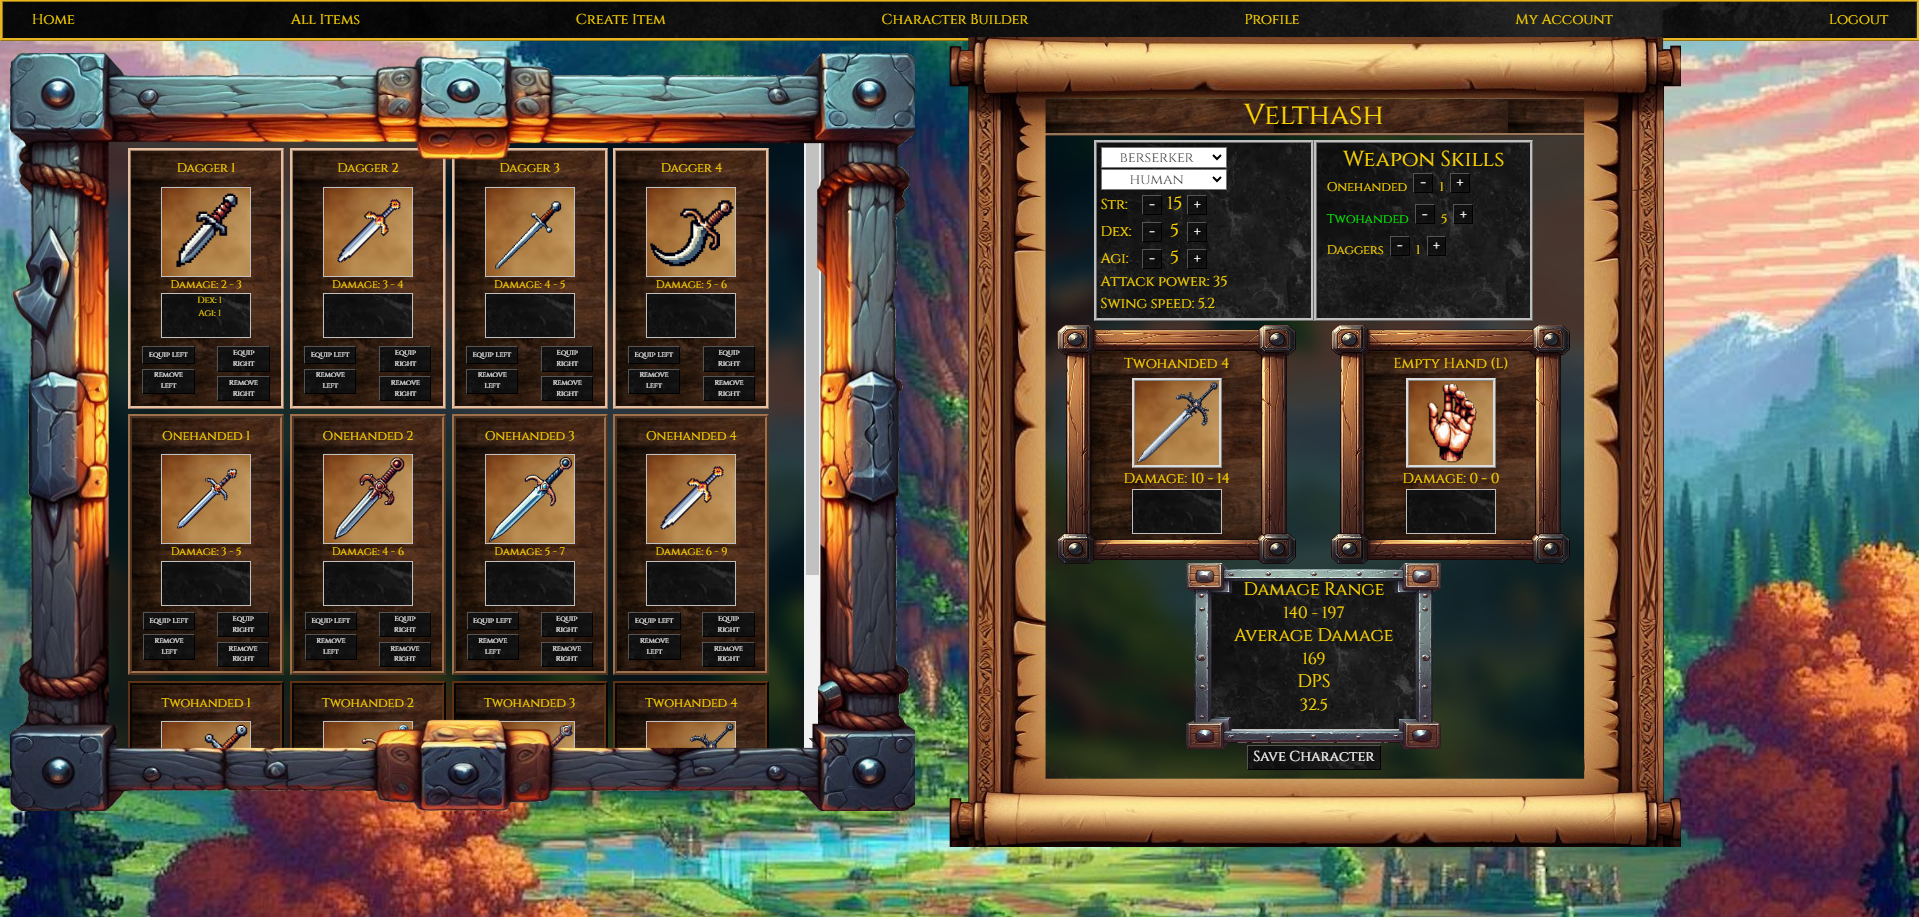 Home All Items Create Item Character Builder Profile My Account Logout
Dagger 1 Dagger 2 Dagger 3 Dagger 4
Damage: 2 - 3 Damage: 3 - 4 Damage: 4 - 5 Damage: 5 - 6
Dex: 1
Agi: 1
Equip Left Equip Right Equip Left Equip Right Equip Left Equip Right Equip Left Equip Right
Remove Left Remove Right Remove Left Remove Right Remove Left Remove Right Remove Left Remove Right
Onehanded 1 Onehanded 2 Onehanded 3 Onehanded 4
Damage: 3 - 5 Damage: 4 - 6 Damage: 5 - 7 Damage: 6 - 9
Equip Left Equip Right Equip Left Equip Right Equip Left Equip Right Equip Left Equip Right
Remove Left Remove Right Remove Left Remove Right Remove Left Remove Right Remove Left Remove Right
Twohanded 1 Twohanded 2 Twohanded 3 Twohanded 4
Velthash
Berserker
Human
Str: - 15 +
Dex: - 5 +
Agi: - 5 +
Attack power: 35
Swing speed: 5.2
Weapon Skills
Onehanded - 1 +
Twohanded - 5 +
Daggers - 1 +
Twohanded 4
Damage: 10 - 14
Empty Hand (L)
Damage: 0 - 0
Damage Range
140 - 197
Average Damage
169
DPS
32.5
Save Character